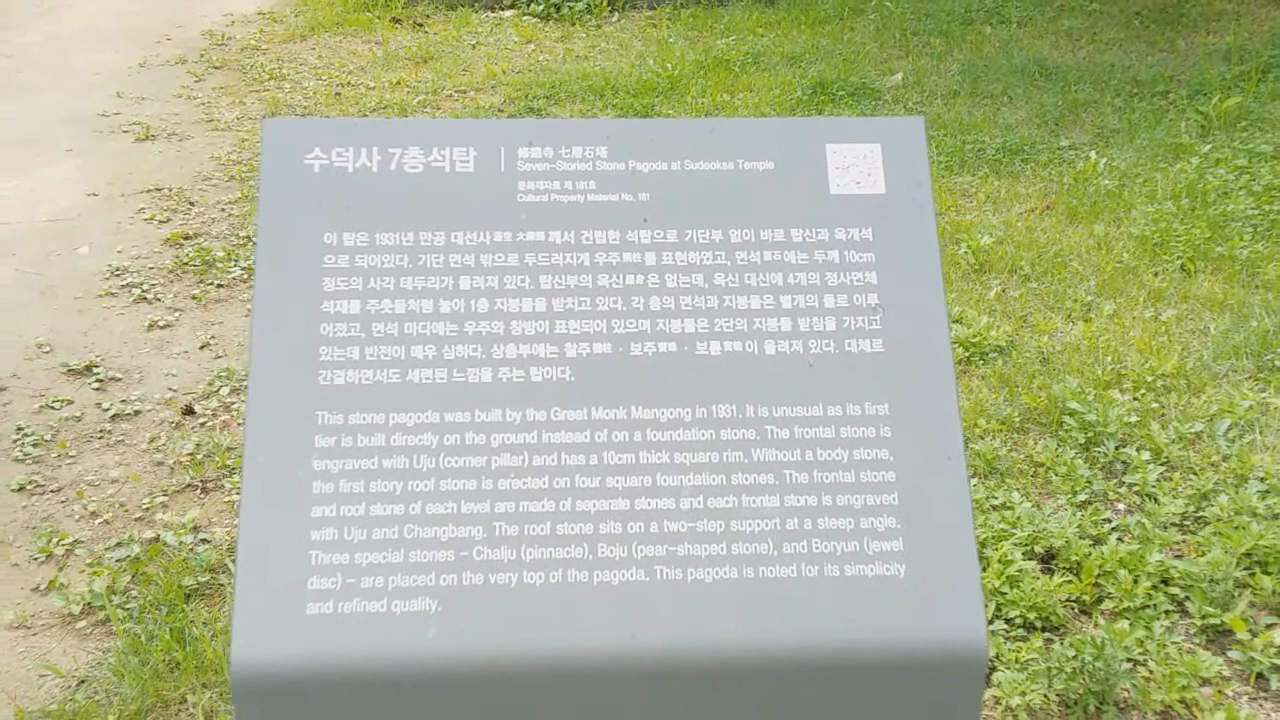 수덕사 7층석탑
修德寺 七層石塔
Seven-Storied Stone Pagoda at Sudeoksa Temple
문화재자료 제 181호
Cultural Property Material No. 181
이 탑은 1931년 만공 대선사 께서 건립한 석탑으로 기단부 없이 바로 탑신과 옥개석
으로 되어있다. 기단 면석 밖으로 두드러지게 우주隅柱를 표현하였고, 면석面石에는 두께 10cm
정도의 사각 테두리가 둘려져 있다. 탑신부의 옥신屋身은 없는데, 옥신 대신에 4개의 정사면체
석재를 주춧돌처럼 놓아 1층 지붕돌을 받치고 있다. 각 층의 면석과 지붕돌은 별개의 돌로 이루
어졌고, 면석 마다에는 우주와 창방이 표현되어 있으며 지붕돌은 2단의 지붕돌 받침을 가지고
있는데 반전이 매우 심하다. 상층부에는 찰주 · 보주 · 보륜 이 올려져 있다. 대체로
간결하면서도 세련된 느낌을 주는 탑이다.
This stone pagoda was built by the Great Monk Mangong in 1931. It is unusual as its first
tier is built directly on the ground instead of on a foundation stone. The frontal stone is
engraved with Uju (corner pillar) and has a 10cm thick square rim. Without a body stone,
the first story roof stone is erected on four square foundation stones. The frontal stone
and roof stone of each level are made of separate stones and each frontal stone is engraved
with Uju and Changbang. The roof stone sits on a two-step support at a steep angle.
Three special stones - Chalju (pinnacle), Boju (pear-shaped stone), and Boryun (jewel
disc) - are placed on the very top of the pagoda. This pagoda is noted for its simplicity
and refined quality.